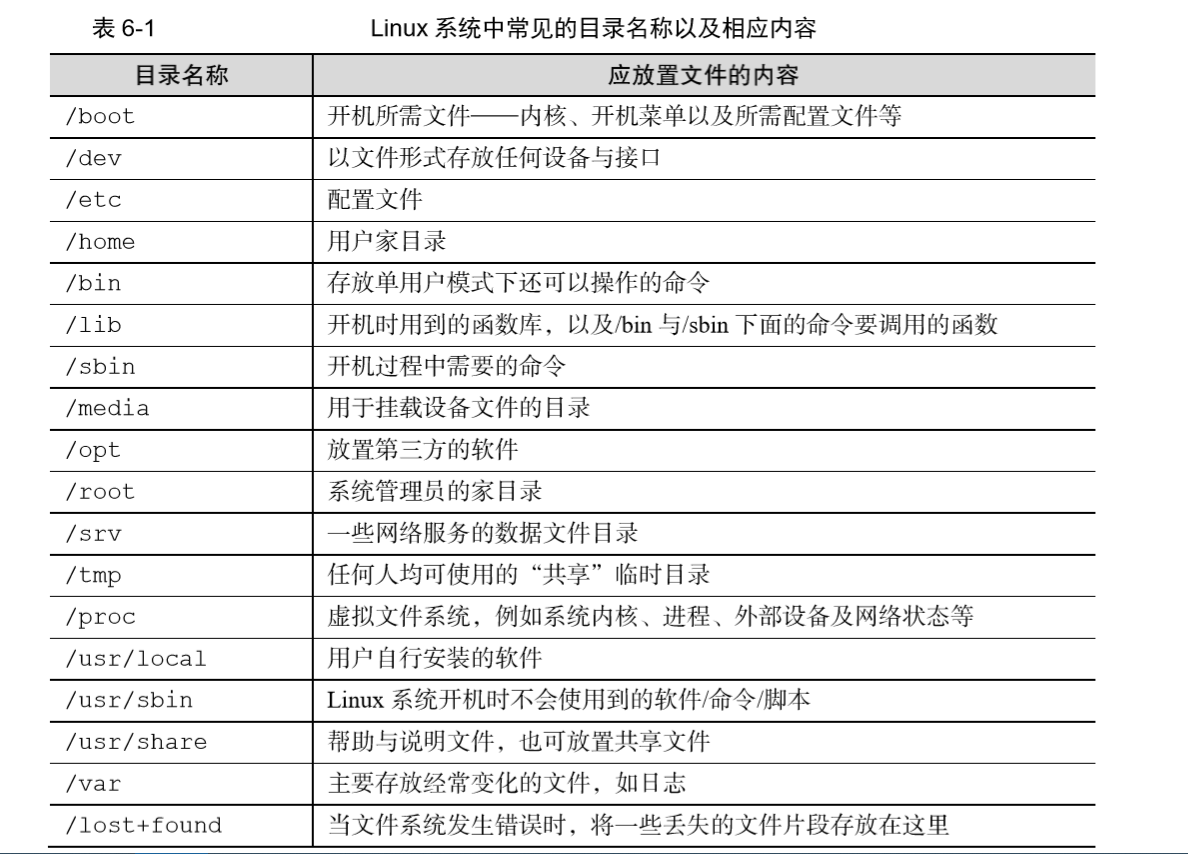 表 6-1 Linux 系统中常见的目录名称以及相应内容
目录名称 应放置文件的内容
/boot 开机所需文件——内核、开机菜单以及所需配置文件等
/dev 以文件形式存放任何设备与接口
/etc 配置文件
/home 用户家目录
/bin 存放单用户模式下还可以操作的命令
/lib 开机时用到的函数库，以及/bin 与/sbin 下面的命令要调用的函数
/sbin 开机过程中需要的命令
/media 用于挂载设备文件的目录
/opt 放置第三方的软件
/root 系统管理员的家目录
/srv 一些网络服务的数据文件目录
/tmp 任何人均可使用的“共享”临时目录
/proc 虚拟文件系统，例如系统内核、进程、外部设备及网络状态等
/usr/local 用户自行安装的软件
/usr/sbin Linux 系统开机时不会使用到的软件/命令/脚本
/usr/share 帮助与说明文件，也可放置共享文件
/var 主要存放经常变化的文件，如日志
/lost+found 当文件系统发生错误时，将一些丢失的文件片段存放在这里